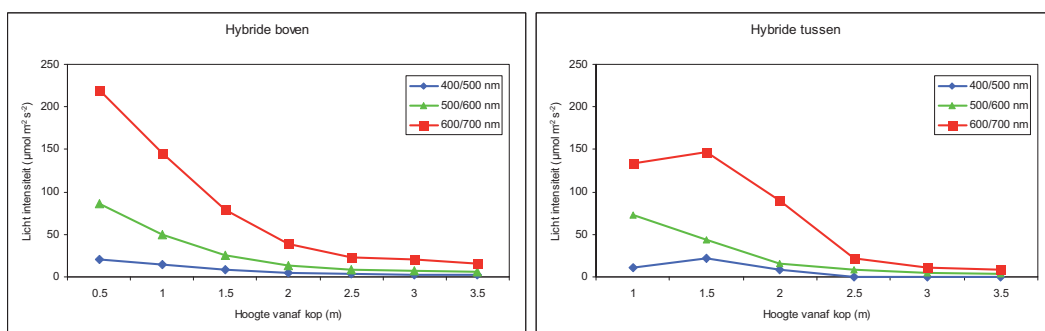 Hybride boven
250
200
150
100
50
0
Licht intensiteit (µmol m⁻² s⁻¹)
400/500 nm
500/600 nm
600/700 nm
0.5 1 1.5 2 2.5 3 3.5
Hoogte vanaf kop (m)
Hybride tussen
250
200
150
100
50
0
Licht intensiteit (µmol m⁻² s⁻¹)
400/500 nm
500/600 nm
600/700 nm
1 1.5 2 2.5 3 3.5
Hoogte vanaf kop (m)